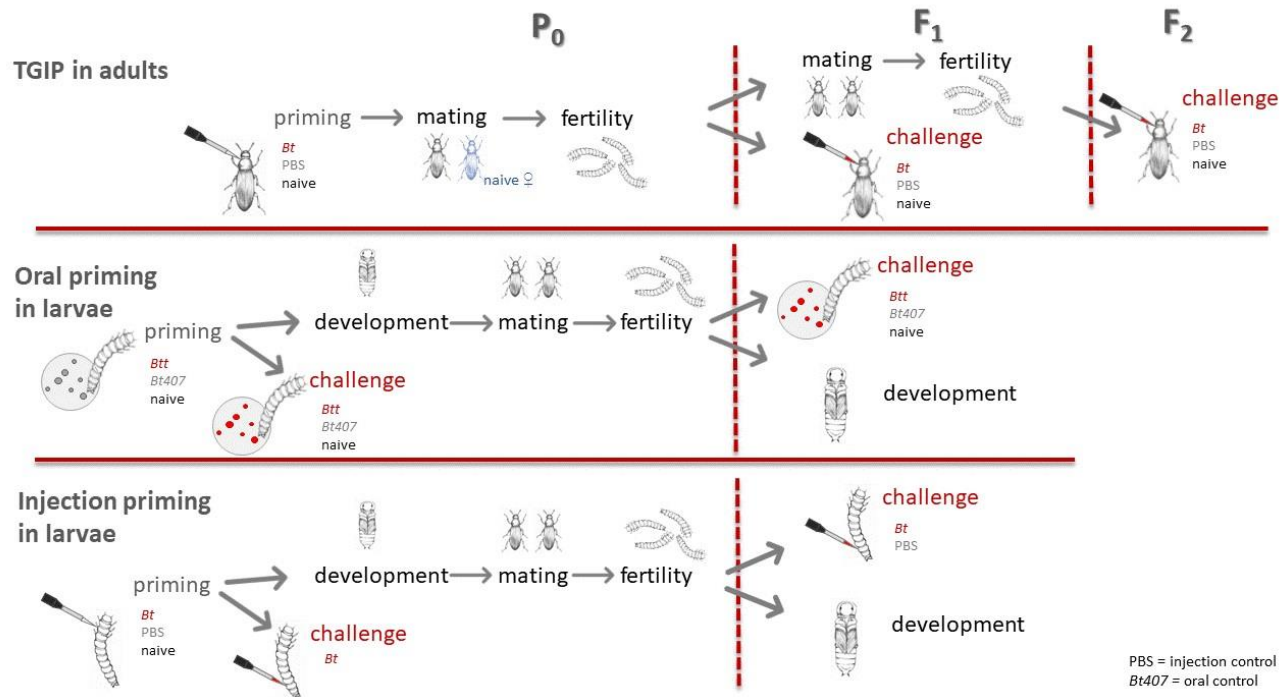 P0
F1
F2
TGIP in adults
priming
Bt
PBS
naive
mating
naive ♀
fertility
mating
fertility
challenge
Bt
PBS
naive
challenge
Bt
PBS
naive
Oral priming
in larvae
priming
Btt
Bt407
naive
development
mating
fertility
challenge
Btt
Bt407
naive
challenge
Btt
Bt407
naive
development
Injection priming
in larvae
priming
Bt
PBS
naive
development
mating
fertility
challenge
Bt
challenge
Bt
PBS
development
PBS = injection control
Bt407 = oral control